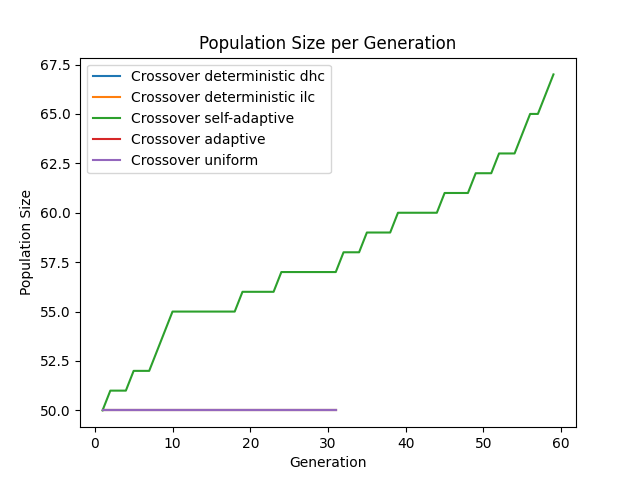 Population Size per Generation
67.5
65.0
62.5
60.0
57.5
55.0
52.5
50.0
Population Size
Crossover deterministic dhc
Crossover deterministic ilc
Crossover self-adaptive
Crossover adaptive
Crossover uniform
0 10 20 30 40 50 60
Generation